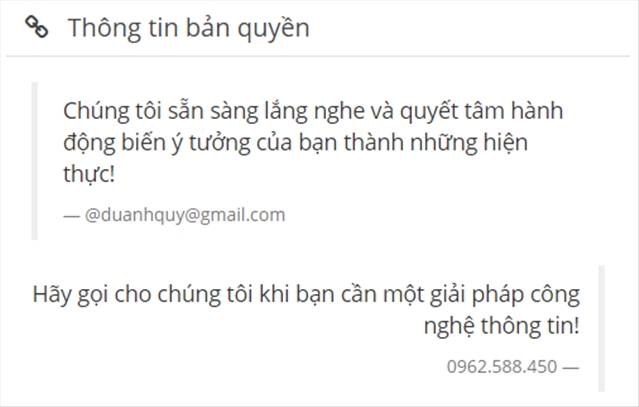 Thông tin bản quyền
Chúng tôi sẵn sàng lắng nghe và quyết tâm hành
động biến ý tưởng của bạn thành những hiện
thực!
— @duanhquy@gmail.com
Hãy gọi cho chúng tôi khi bạn cần một giải pháp công
nghệ thông tin!
0962.588.450 —